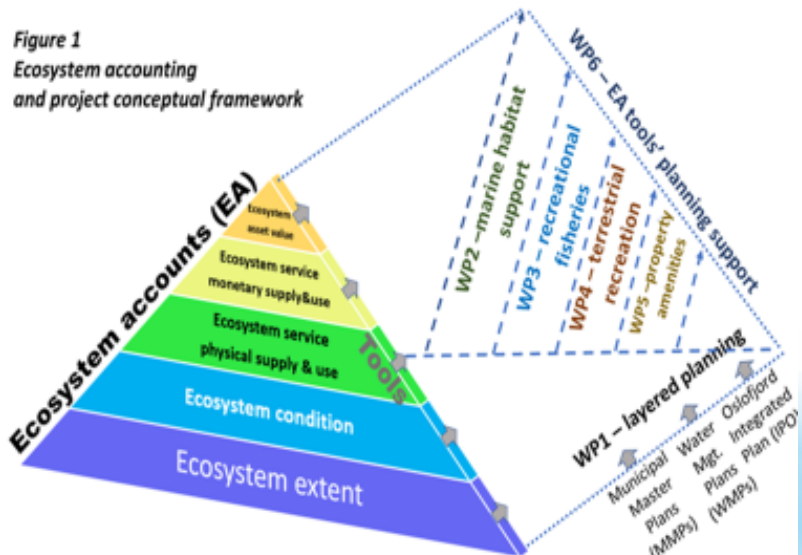 Figure 1
Ecosystem accounting
and project conceptual framework
Ecosystem accounts (EA)
Ecosystem
asset value
Ecosystem service
monetary supply&use
Ecosystem service
physical supply & use
Ecosystem condition
Ecosystem extent
Tools
WP2 –marine habitat
support
WP3 – recreational
fisheries
WP4 – terrestrial
recreation
WP5 –property
amenities
WP6 – EA tools' planning support
WP1 – layered planning
Municipal
Master
Plans
(MMPs)
Water
Mgt.
Plans
(WMPs)
Oslofjord
Integrated
Plan (IPO)